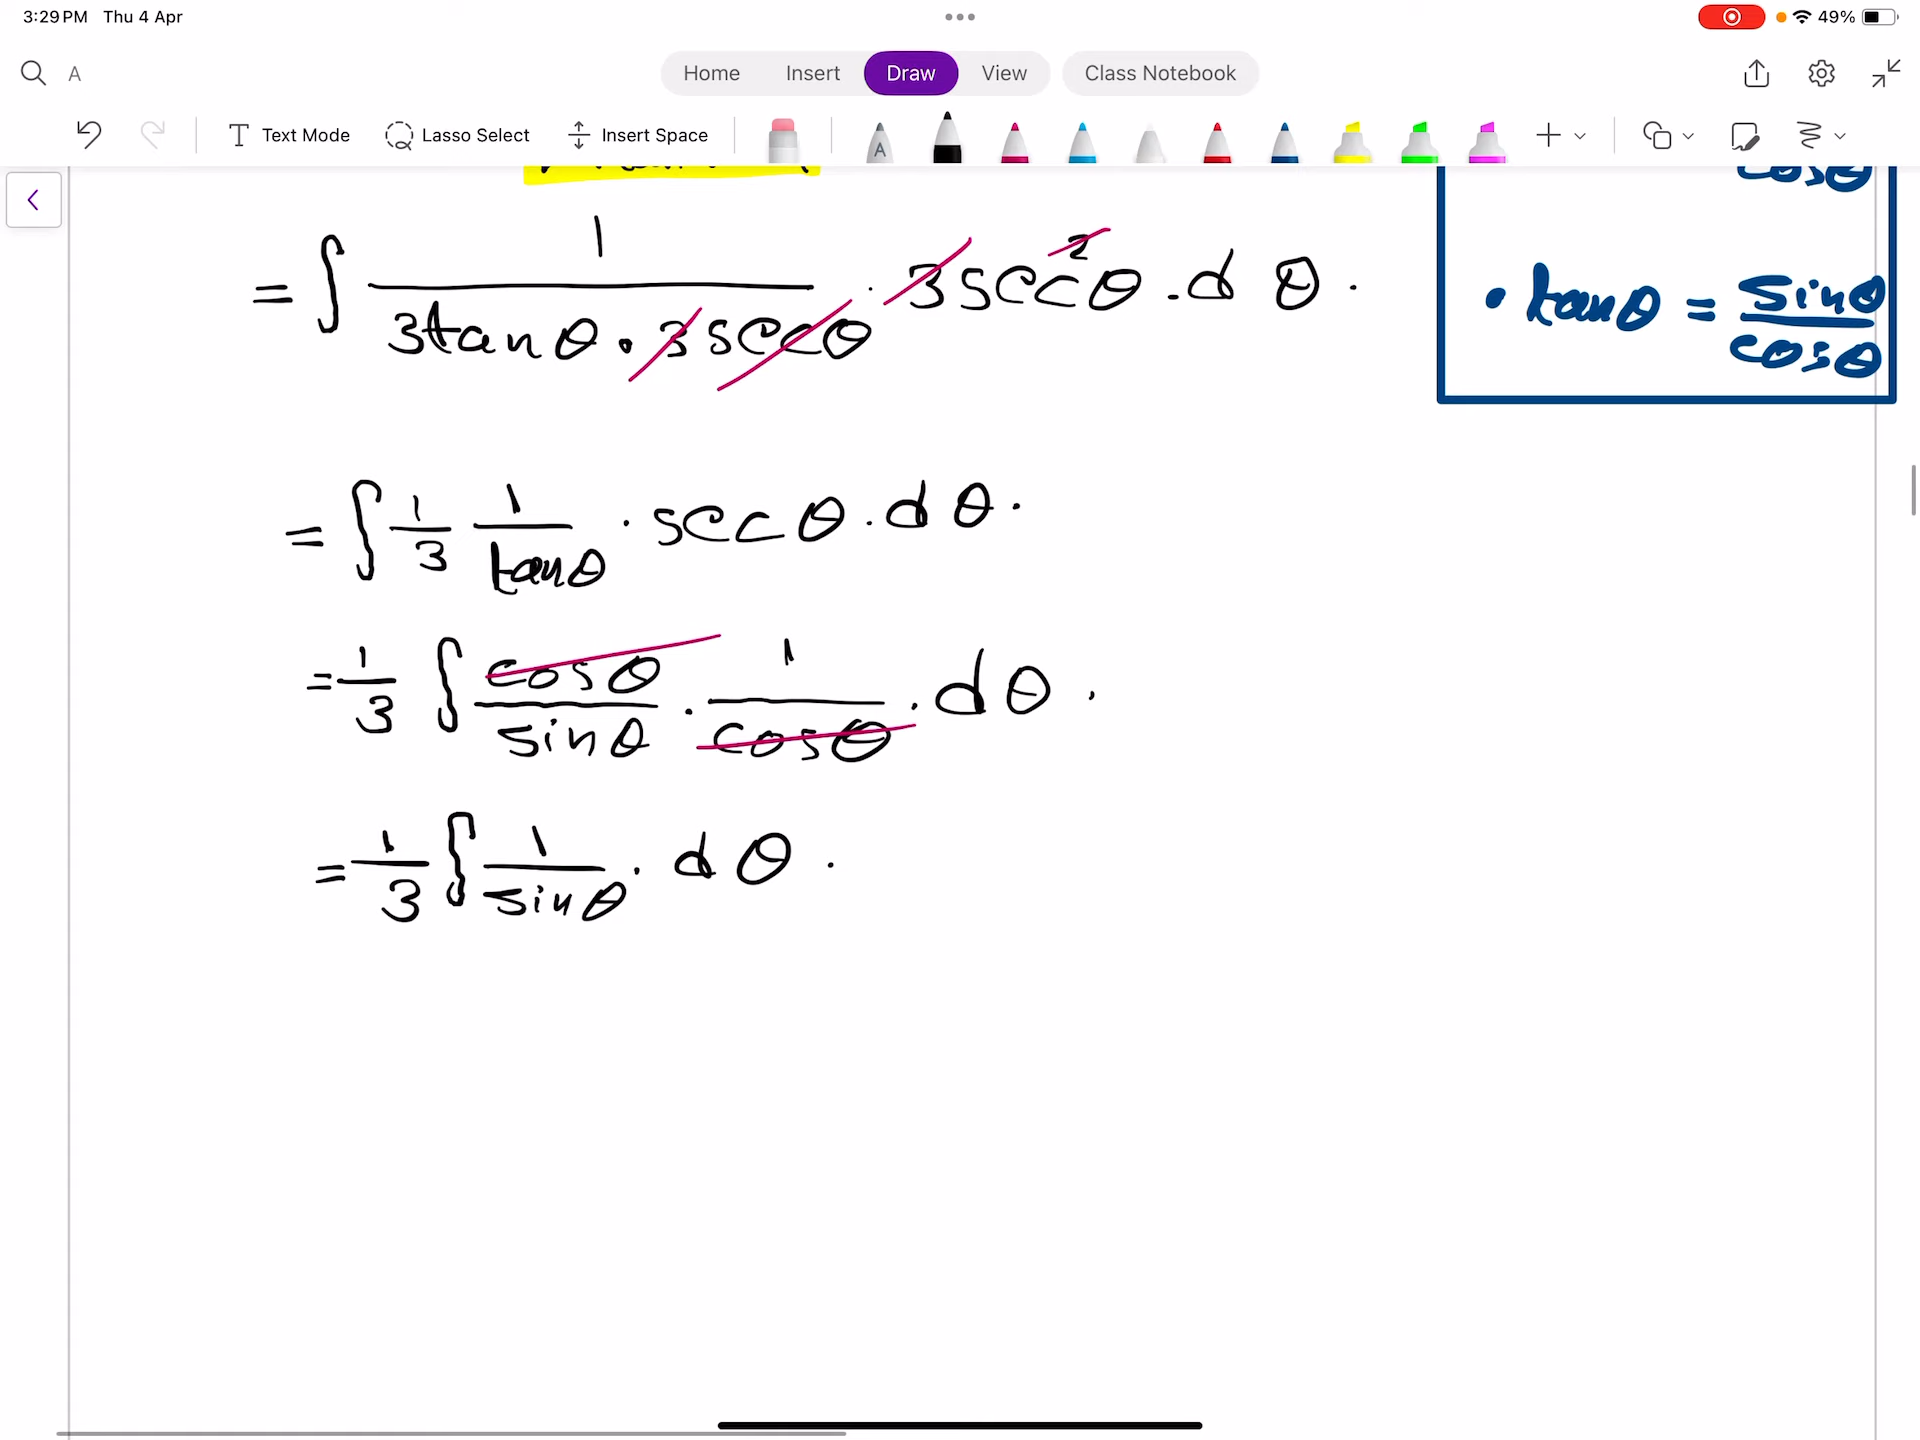 3:29 PM Thu 4 Apr
49%
A
Home Insert Draw View Class Notebook
Text Mode Lasso Select Insert Space
A
cosθ
= ∫ 1/(3tanθ · 3secθ) · 3sec²θ · dθ ·
• tanθ = sinθ/cosθ
= ∫ 1/3 1/tanθ · secθ · dθ ·
= 1/3 ∫ cosθ/sinθ · 1/cosθ · dθ ·
= 1/3 ∫ 1/sinθ · dθ ·